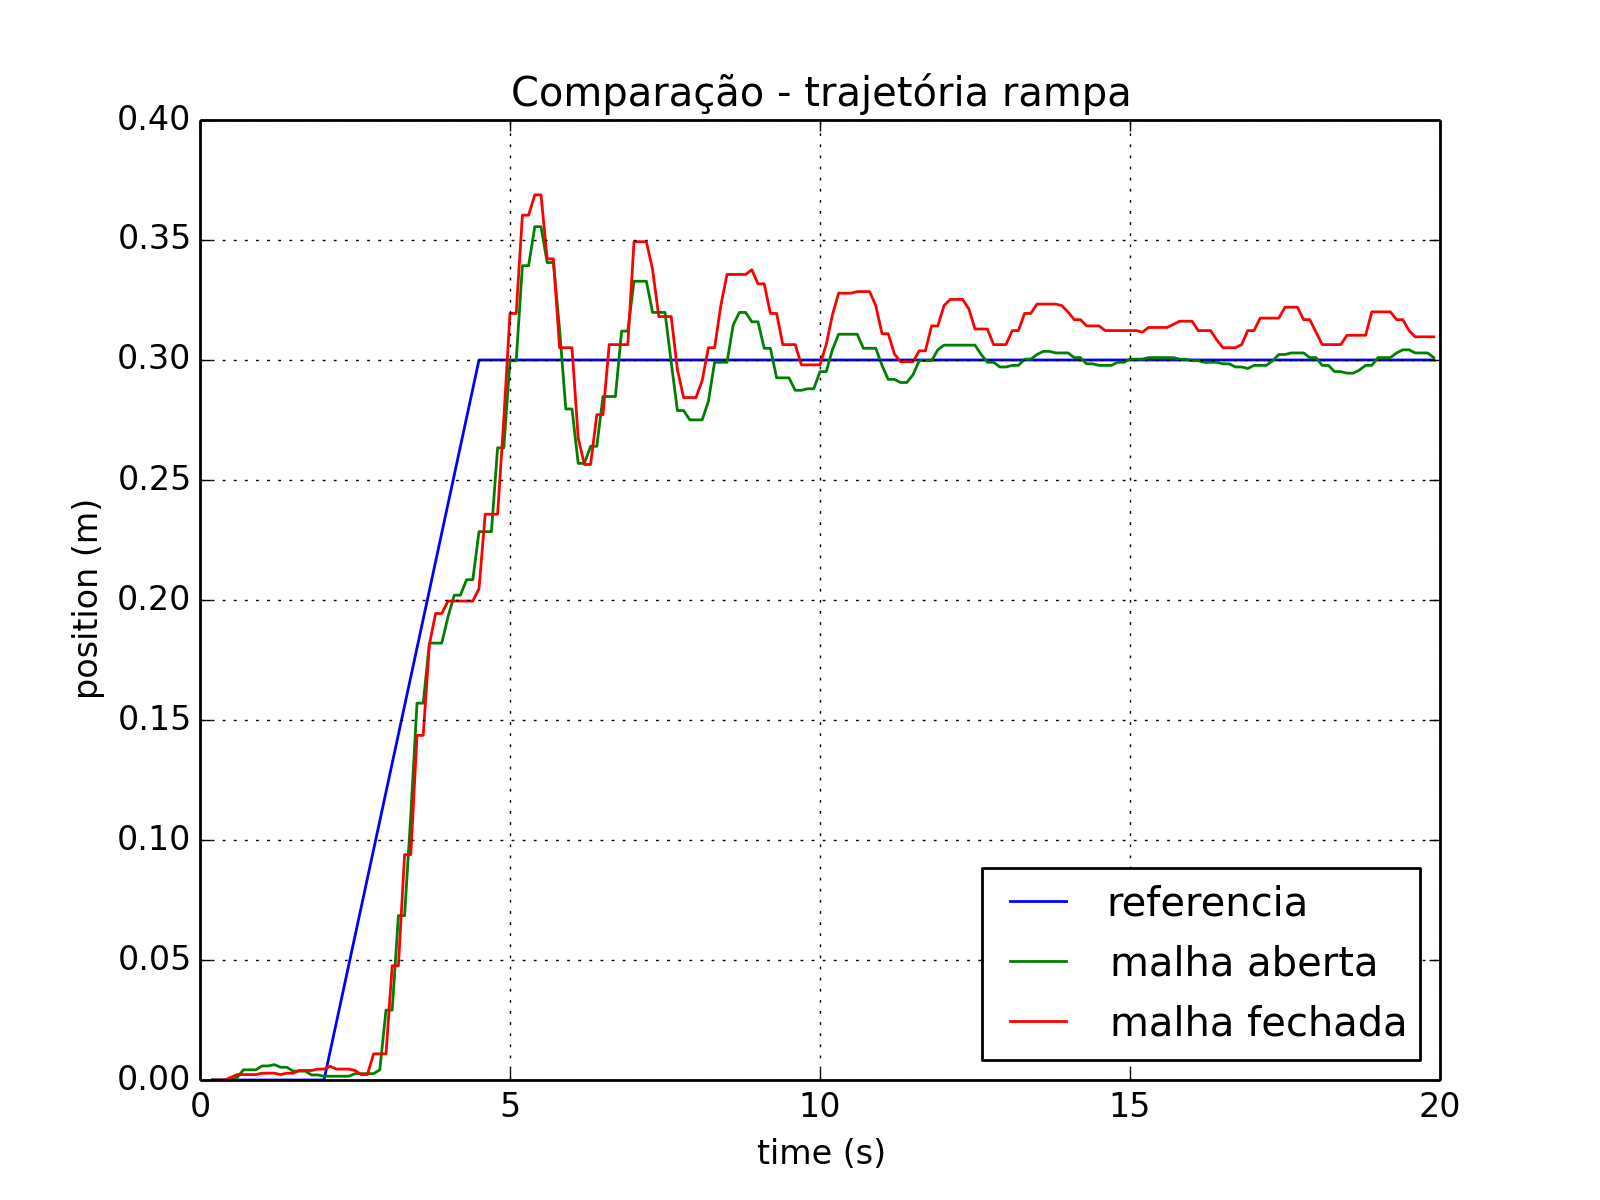 Comparação - trajetória rampa
0.40
0.35
0.30
0.25
0.20
0.15
0.10
0.05
0.00
position (m)
0 5 10 15 20
time (s)
referencia
malha aberta
malha fechada